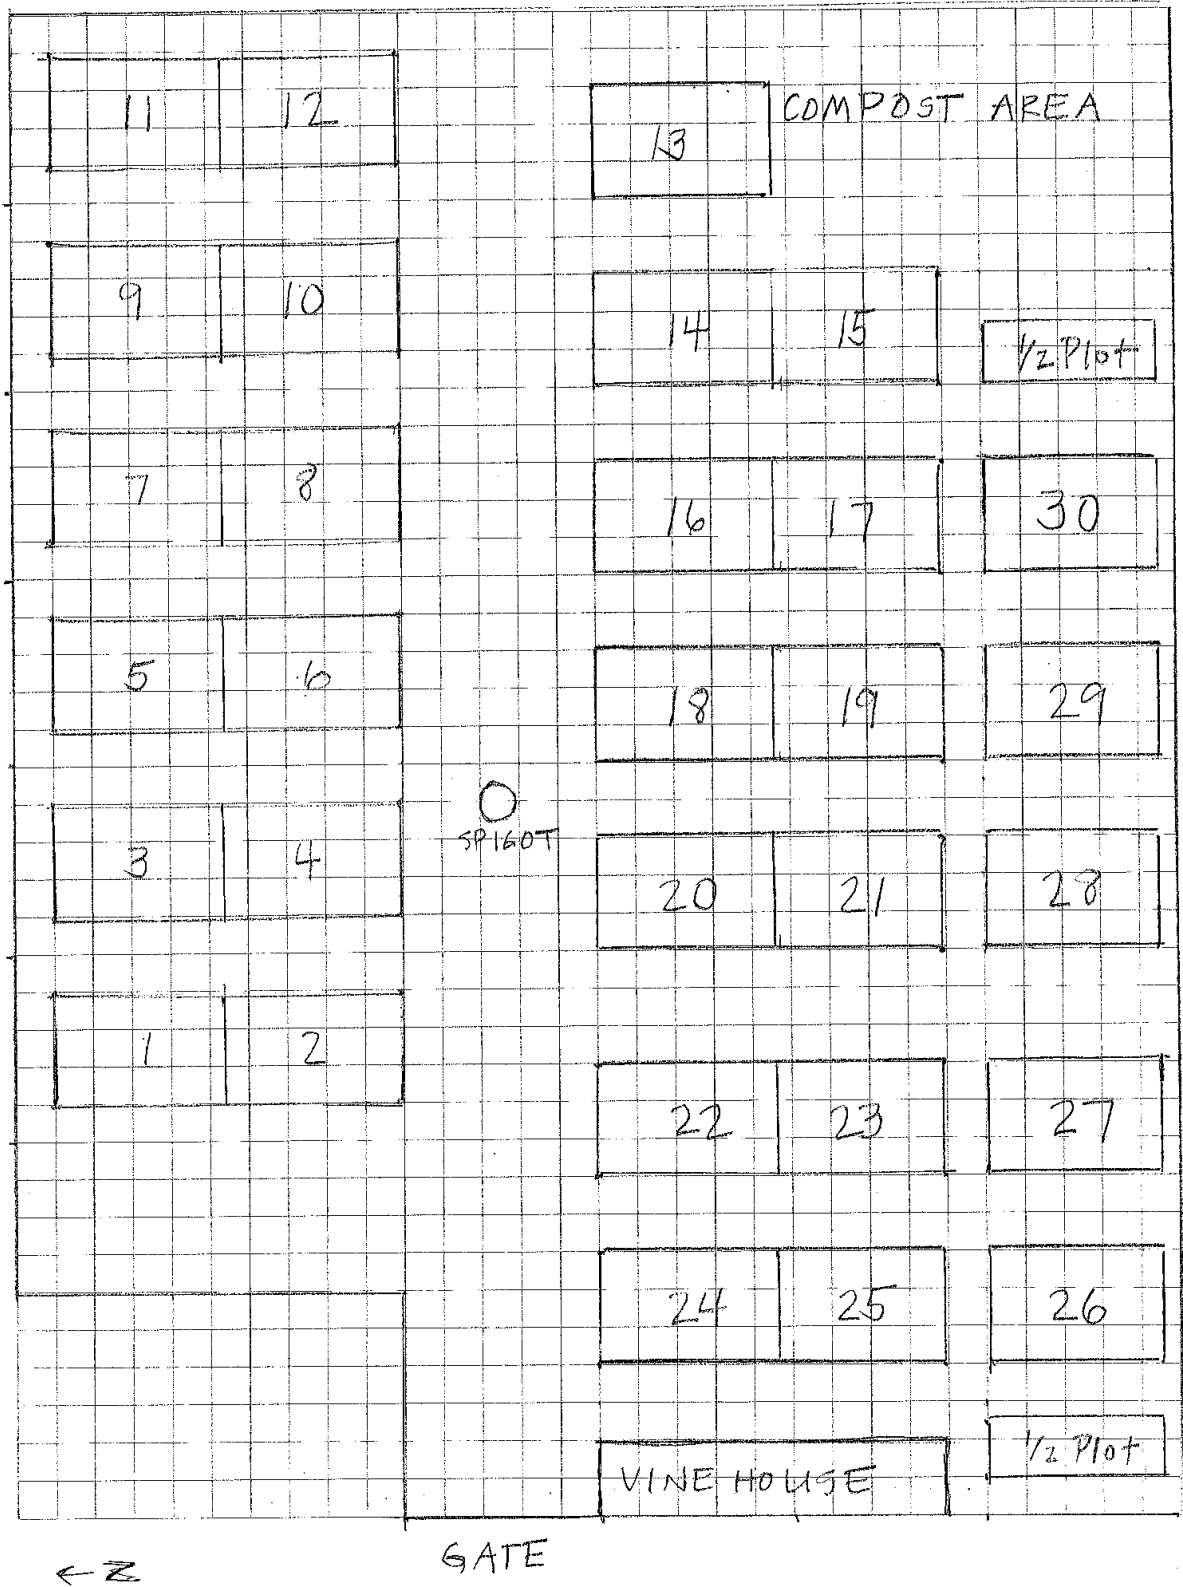 11 12
13 COMPOST AREA
9 10
14 15 1/2 Plot
7 8
16 17 30
5 6
18 19 29
SPIGOT
3 4
20 21 28
1 2
22 23 27
24 25 26
1/2 Plot
VINE HOUSE
GATE
← N